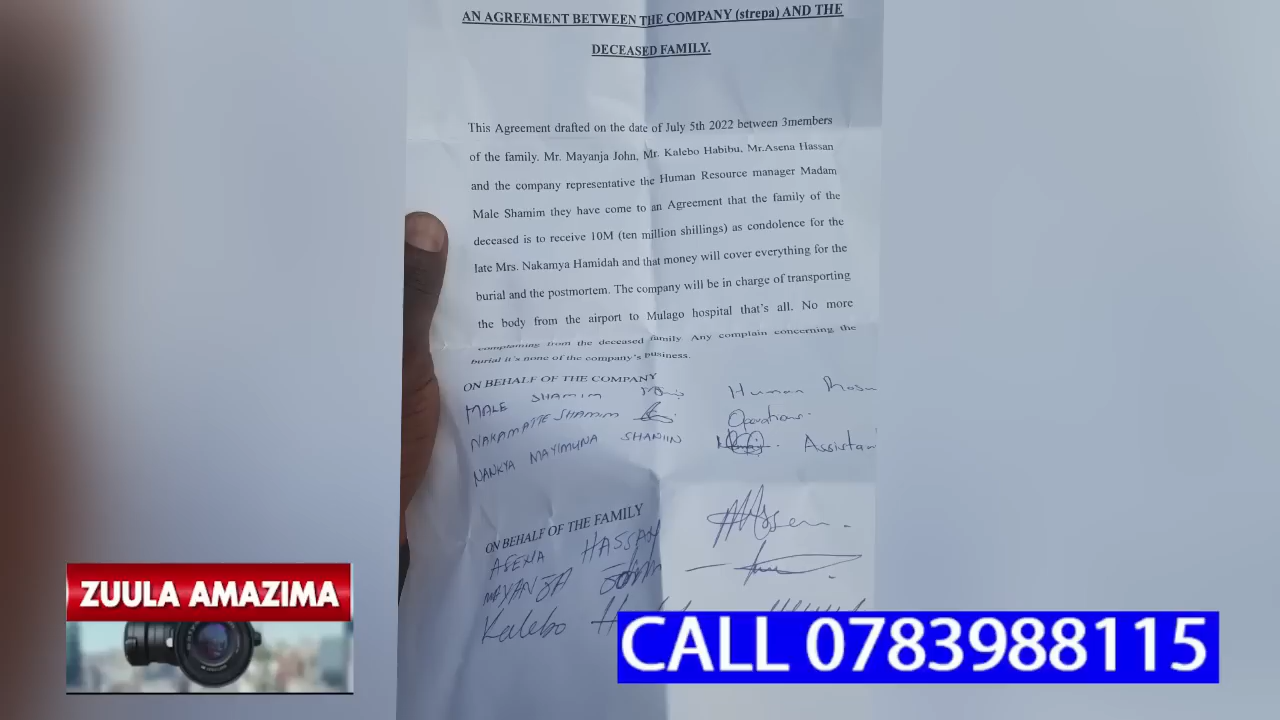 AN AGREEMENT BETWEEN THE COMPANY (strepa) AND THE
DECEASED FAMILY.
This Agreement drafted on the date of July 5th 2022 between 3members
of the family. Mr. Mayanja John, Mr. Kalebo Habibu, Mr.Asena Hassan
and the company representative the Human Resource manager Madam
Male Shamim they have come to an Agreement that the family of the
deceased is to receive 10M (ten million shillings) as condolence for the
late Mrs. Nakamya Hamidah and that money will cover everything for the
burial and the postmortem. The company will be in charge of transporting
the body from the airport to Mulago hospital that's all. No more
complaining from the deceased family. Any complain concerning the
burial it's none of the company's business.
ON BEHALF OF THE COMPANY
MALE SHAMIM Human
NAKAMATTE SHAMIM Operations.
NANKYA MAYIMUNA Assistan
ON BEHALF OF THE FAMILY
ASENA HASSAN
MAYANJA John
Kalebo
ZUULA AMAZIMA
CALL 0783988115